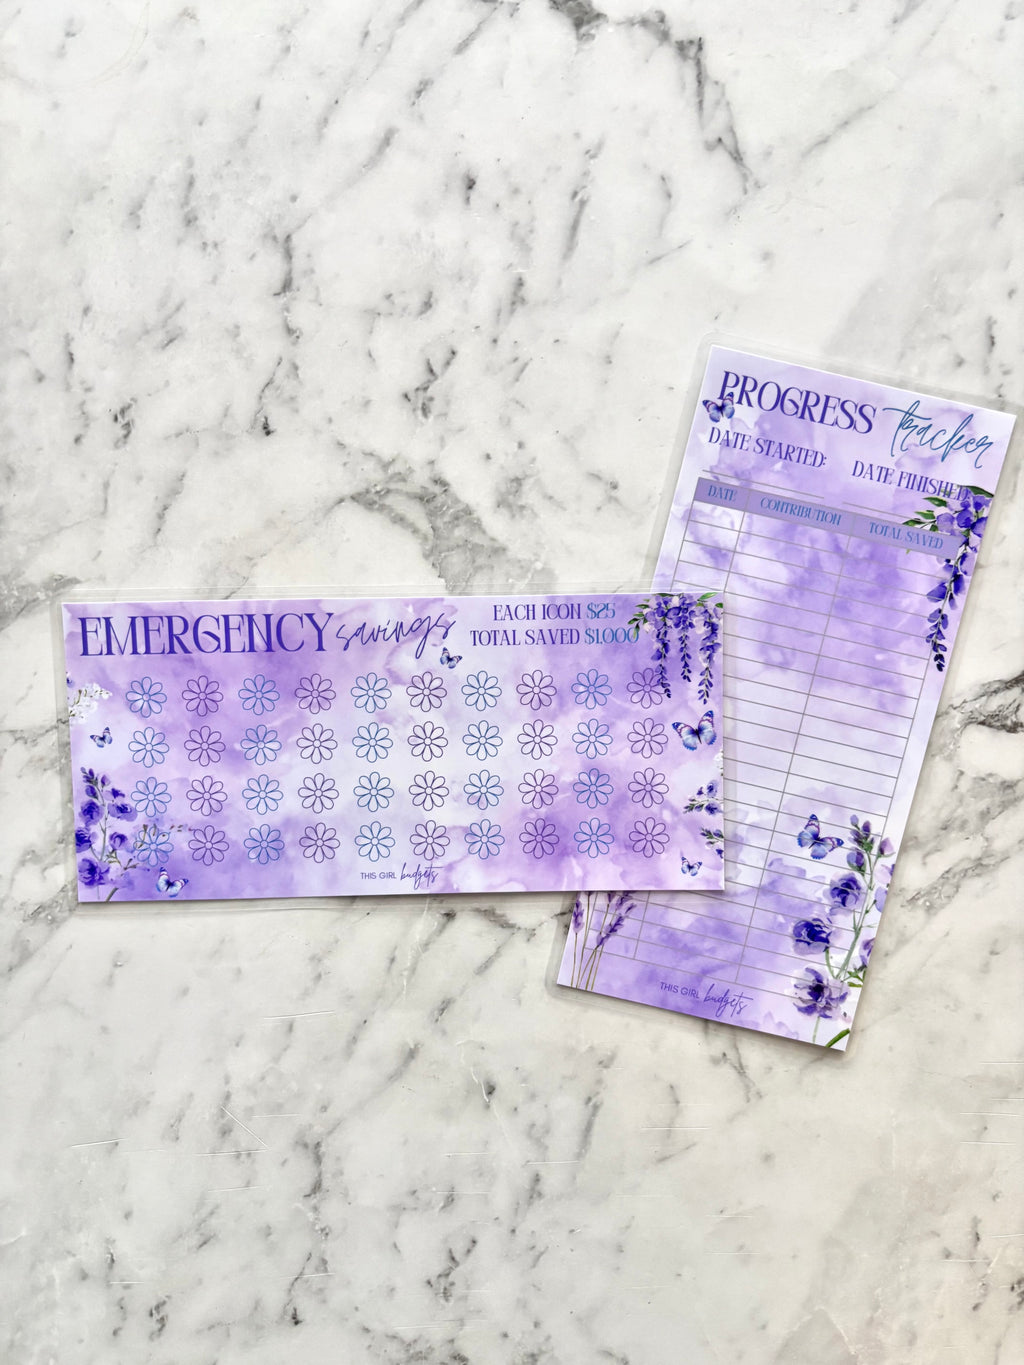 EMERGENCY savings
EACH ICON $25
TOTAL SAVED $1,000
THIS GIRL budgets
PROGRESS tracker
DATE STARTED:
DATE FINISHED:
DATE CONTRIBUTION TOTAL SAVED
THIS GIRL budgets